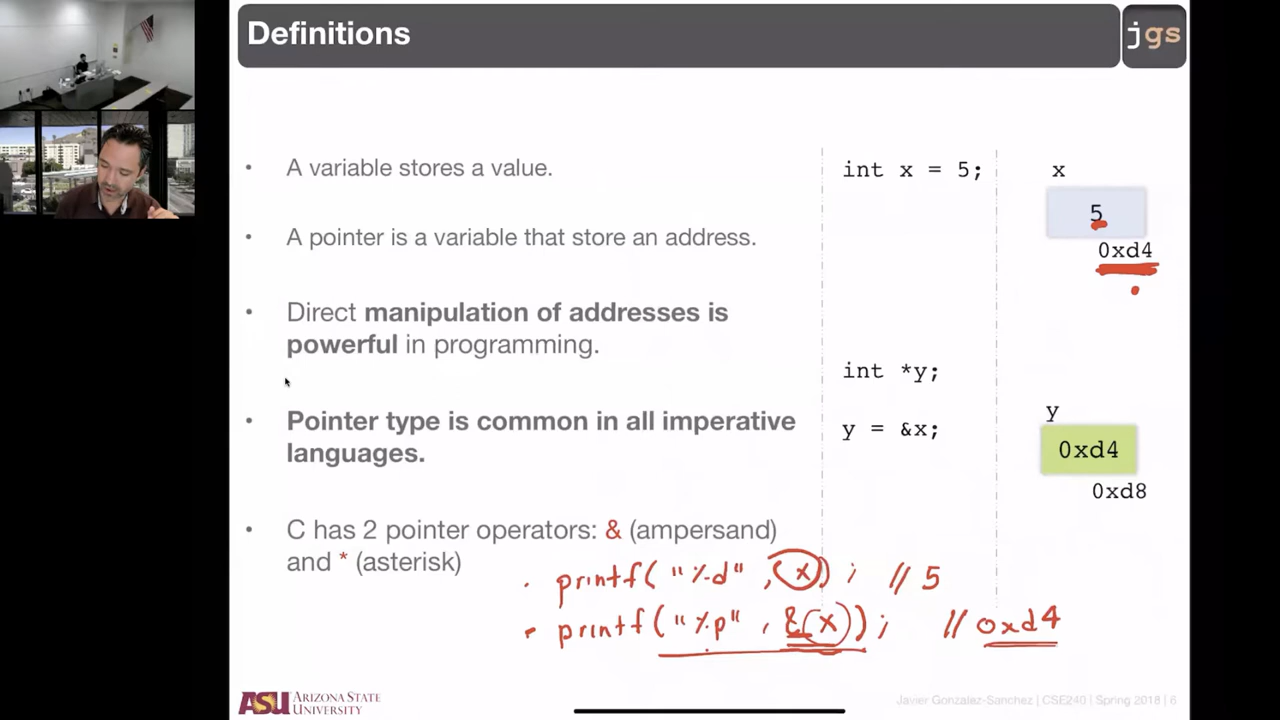 Definitions
jgs
• A variable stores a value.
int x = 5;
x
5
0xd4
• A pointer is a variable that store an address.
• Direct manipulation of addresses is
powerful in programming.
int *y;
y = &x;
y
0xd4
0xd8
• Pointer type is common in all imperative
languages.
• C has 2 pointer operators: & (ampersand)
and * (asterisk)
• printf("%d", x); // 5
• printf("%p", &(x)); // 0xd4
ASU ARIZONA STATE
UNIVERSITY
Javier Gonzalez-Sanchez | CSE240 | Spring 2018 | 6